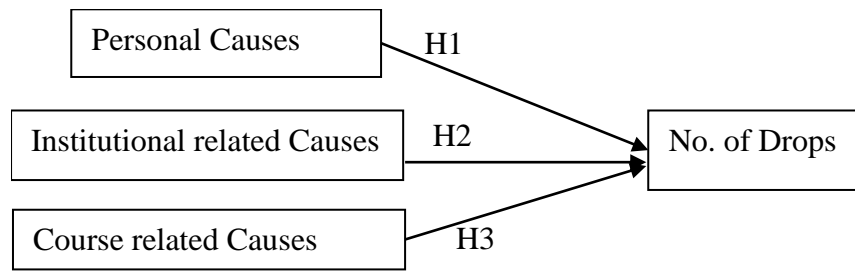 Personal Causes
H1
Institutional related Causes
H2
No. of Drops
Course related Causes
H3